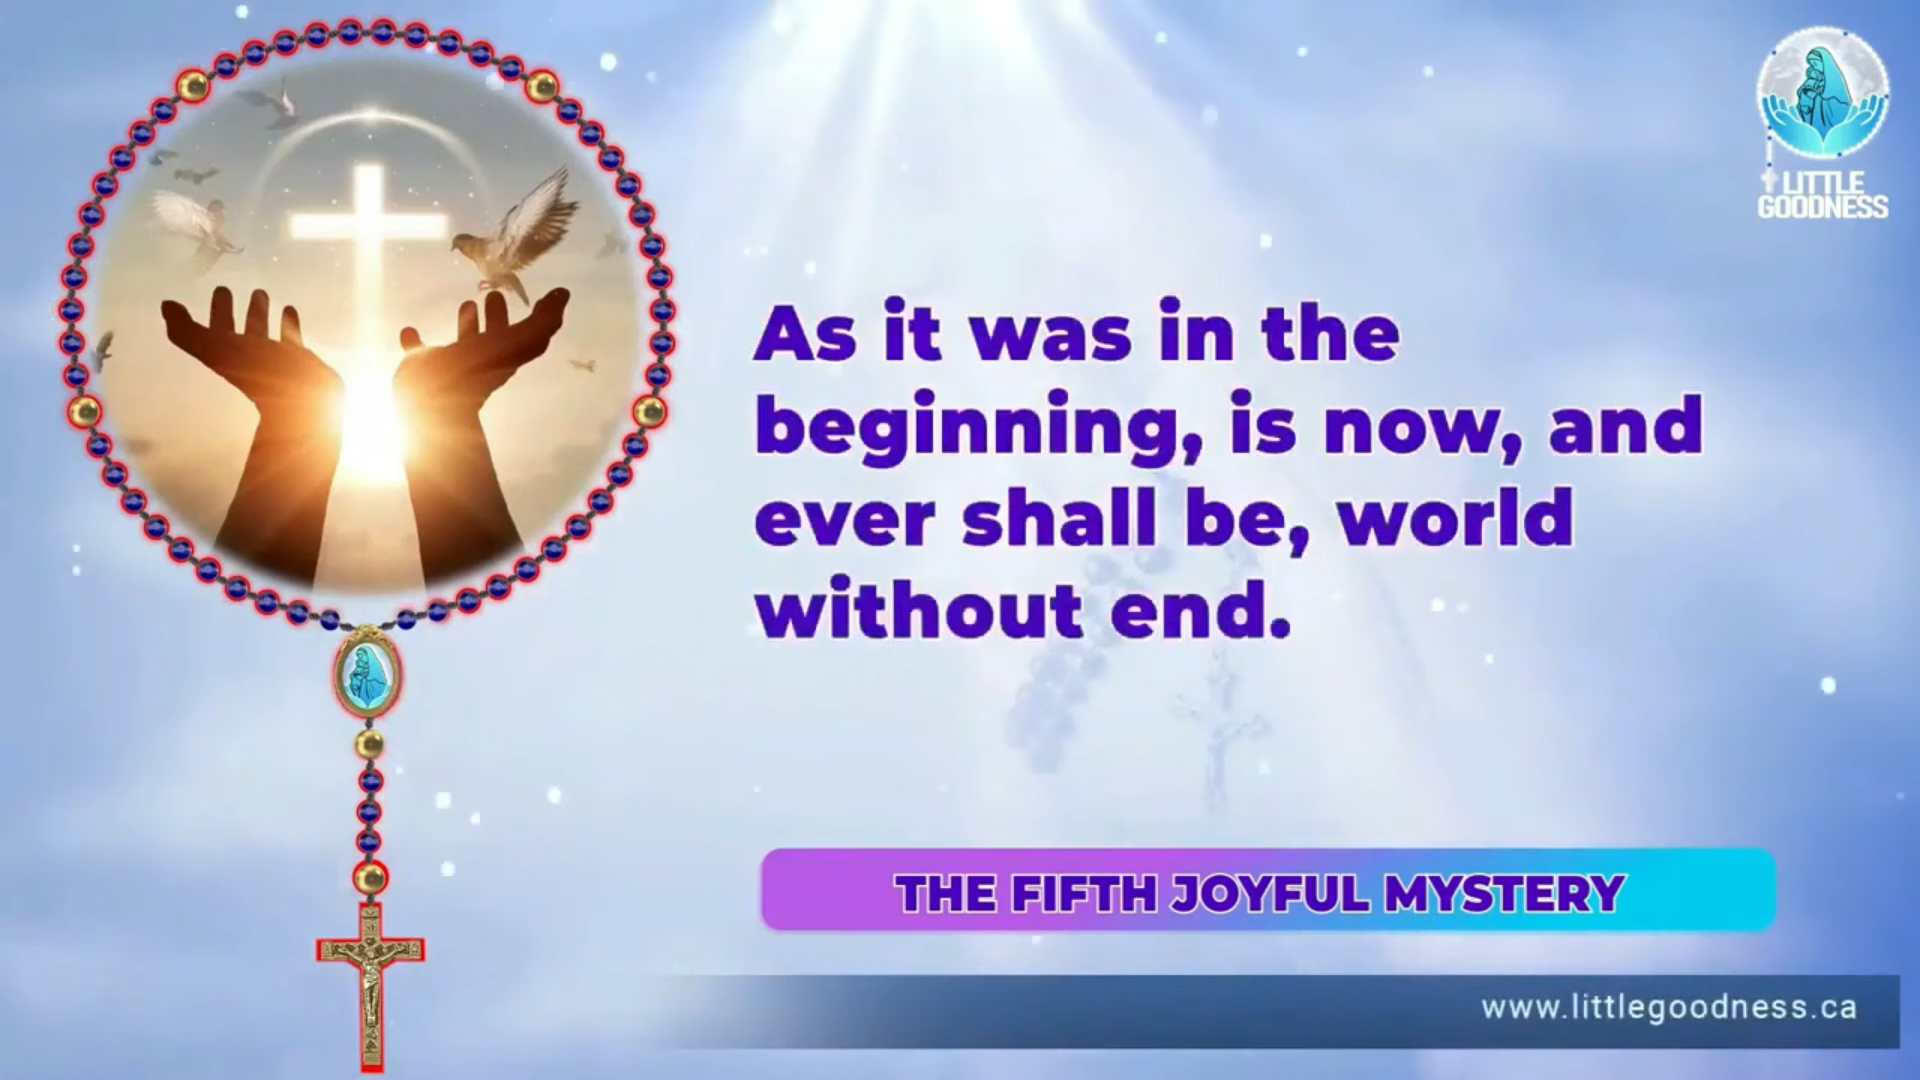 LITTLE
GOODNESS
As it was in the
beginning, is now, and
ever shall be, world
without end.
THE FIFTH JOYFUL MYSTERY
www.littlegoodness.ca